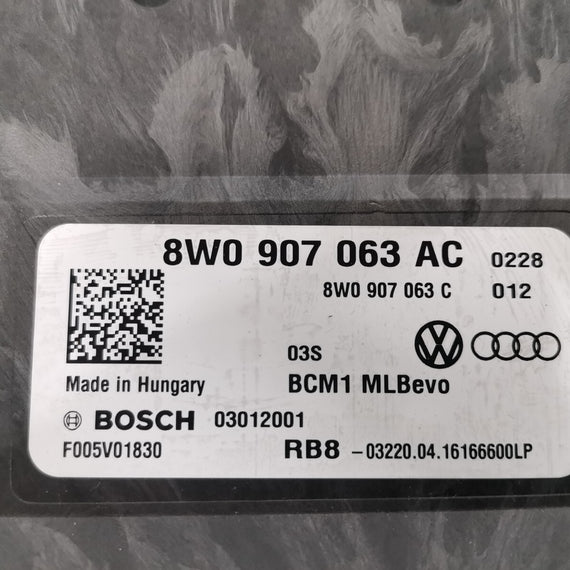 8W0 907 063 AC 0228
8W0 907 063 C 012
03S
Made in Hungary BCM1 MLBevo
BOSCH 03012001
F005V01830 RB8 -03220.04.16166600LP